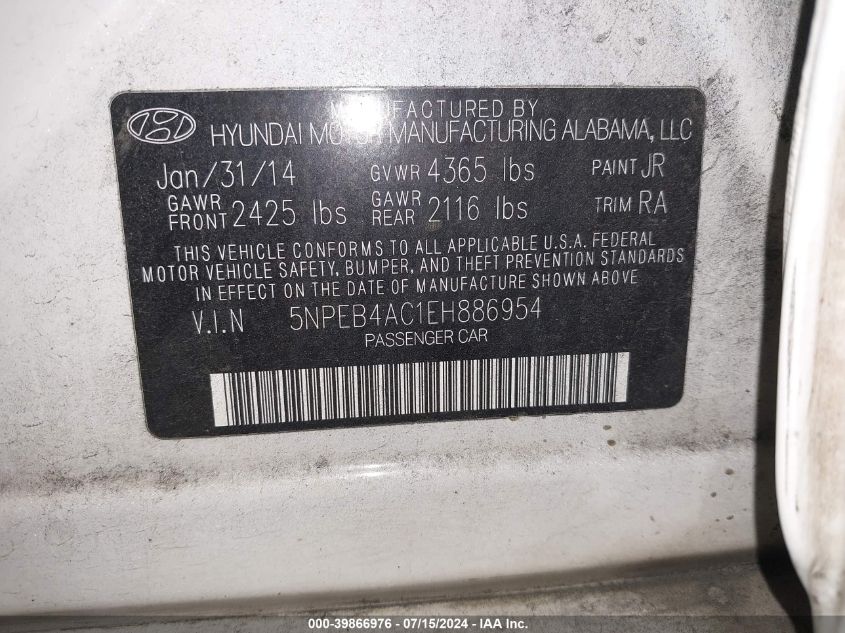 MANUFACTURED BY
HYUNDAI MOTOR MANUFACTURING ALABAMA, LLC
Jan/31/14 GVWR 4365 lbs PAINT JR
GAWR FRONT 2425 lbs GAWR REAR 2116 lbs TRIM RA
THIS VEHICLE CONFORMS TO ALL APPLICABLE U.S.A. FEDERAL
MOTOR VEHICLE SAFETY, BUMPER, AND THEFT PREVENTION STANDARDS
IN EFFECT ON THE DATE OF MANUFACTURE SHOWN ABOVE
V.I.N 5NPEB4AC1EH886954
PASSENGER CAR
000-39866976 - 07/15/2024 - IAA Inc.